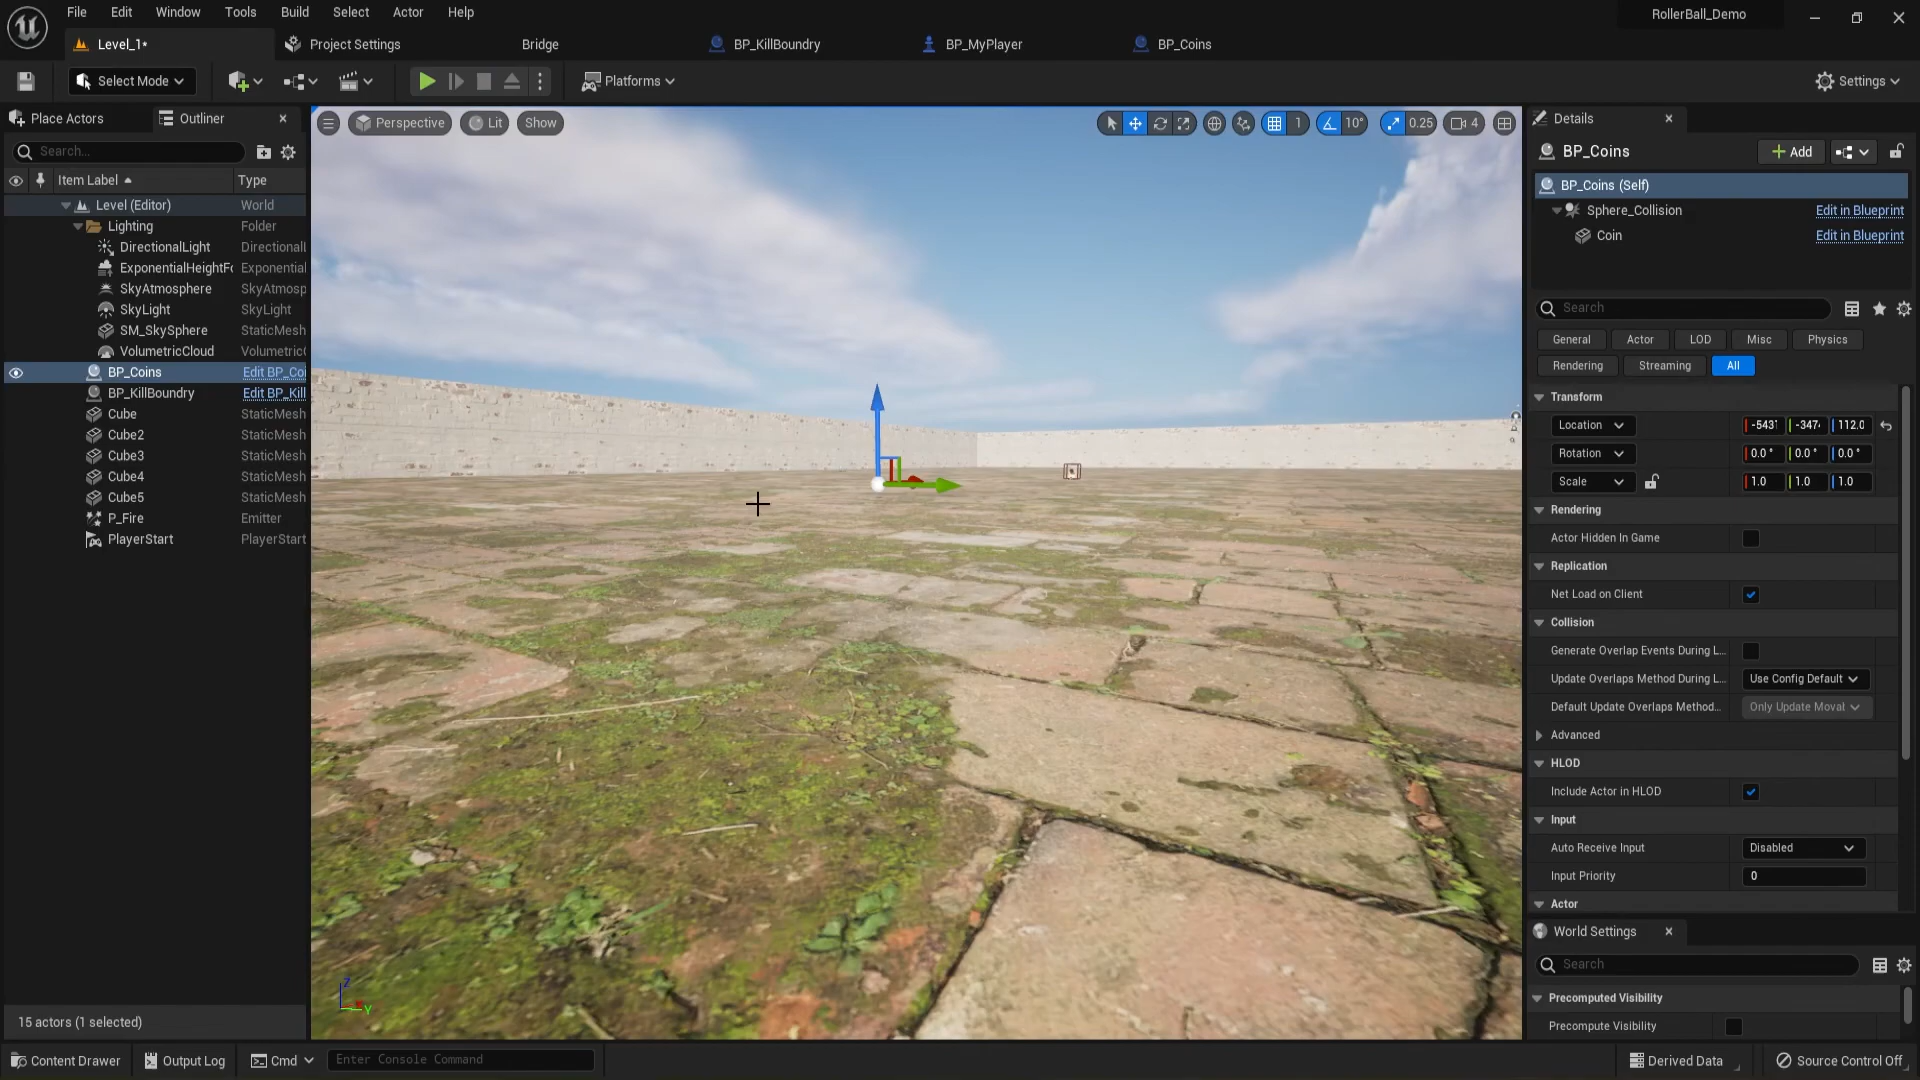 File Edit Window Tools Build Select Actor Help
RollerBall_Demo
Level_1*
Project Settings
Bridge
BP_KillBoundry
BP_MyPlayer
BP_Coins
Select Mode
Platforms
Settings
Place Actors
Outliner
Search...
Item Label Type
Level (Editor) World
Lighting Folder
DirectionalLight Directional
ExponentialHeightFo Exponential
SkyAtmosphere SkyAtmosp
SkyLight SkyLight
SM_SkySphere StaticMesh
VolumetricCloud Volumetric
BP_Coins Edit BP_Coi
BP_KillBoundry Edit BP_Kill
Cube StaticMesh
Cube2 StaticMesh
Cube3 StaticMesh
Cube4 StaticMesh
Cube5 StaticMesh
P_Fire Emitter
PlayerStart PlayerStart
15 actors (1 selected)
Perspective
Lit
Show
1
10°
0.25
4
Z
Y
Details
BP_Coins
Add
BP_Coins (Self)
Sphere_Collision Edit in Blueprint
Coin Edit in Blueprint
Search
General Actor LOD Misc Physics
Rendering Streaming All
Transform
Location -543 -347 112.0
Rotation 0.0° 0.0° 0.0°
Scale 1.0 1.0 1.0
Rendering
Actor Hidden In Game
Replication
Net Load on Client
Collision
Generate Overlap Events During L...
Update Overlaps Method During L... Use Config Default
Default Update Overlaps Method... Only Update Moval
Advanced
HLOD
Include Actor in HLOD
Input
Auto Receive Input Disabled
Input Priority 0
Actor
World Settings
Search
Precomputed Visibility
Precompute Visibility
Content Drawer
Output Log
Cmd
Enter Console Command
Derived Data
Source Control Off